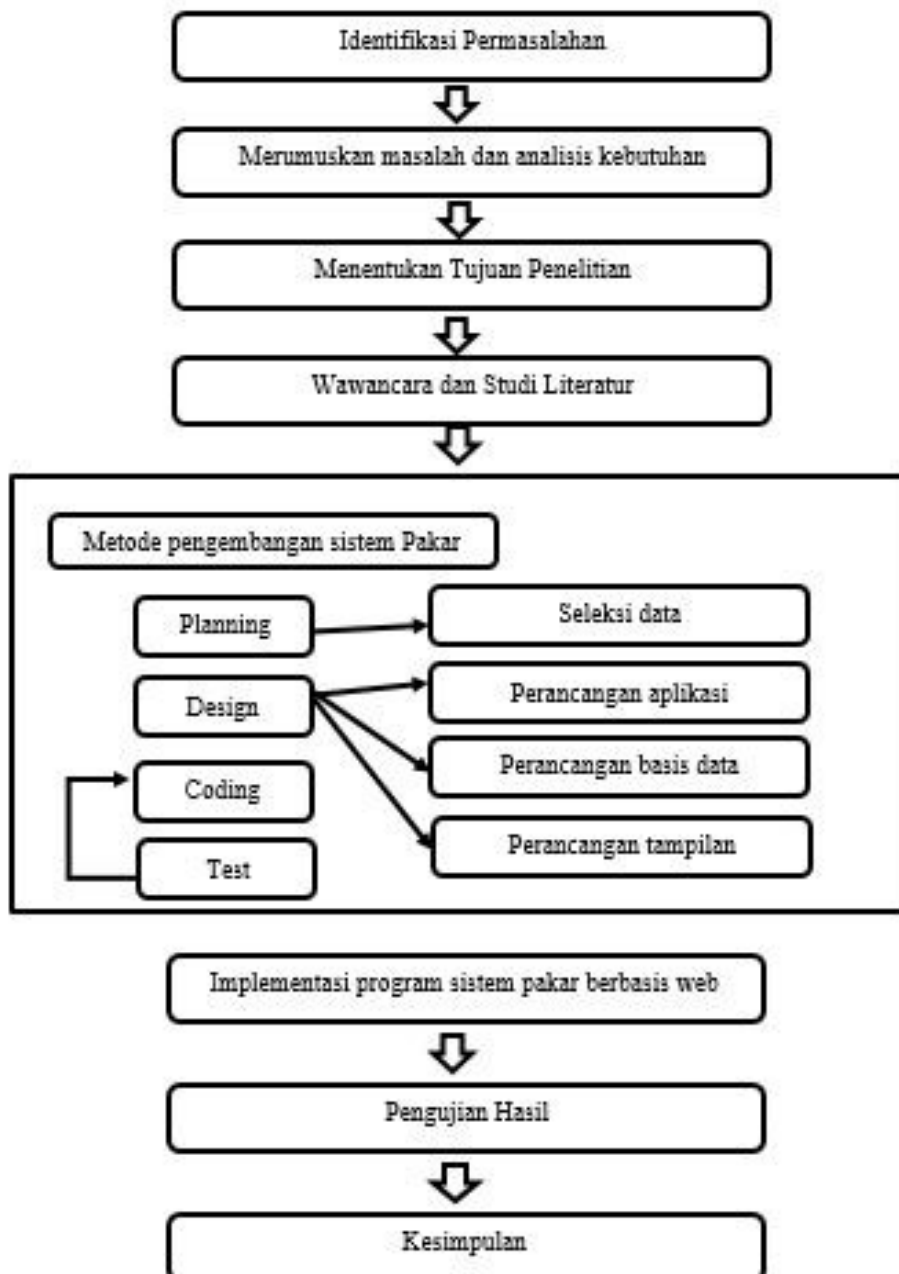 Identifikasi Permasalahan
Merumuskan masalah dan analisis kebutuhan
Menentukan Tujuan Penelitian
Wawancara dan Studi Literatur
Metode pengembangan sistem Pakar
Planning
Seleksi data
Design
Perancangan aplikasi
Perancangan basis data
Coding
Perancangan tampilan
Test
Implementasi program sistem pakar berbasis web
Pengujian Hasil
Kesimpulan